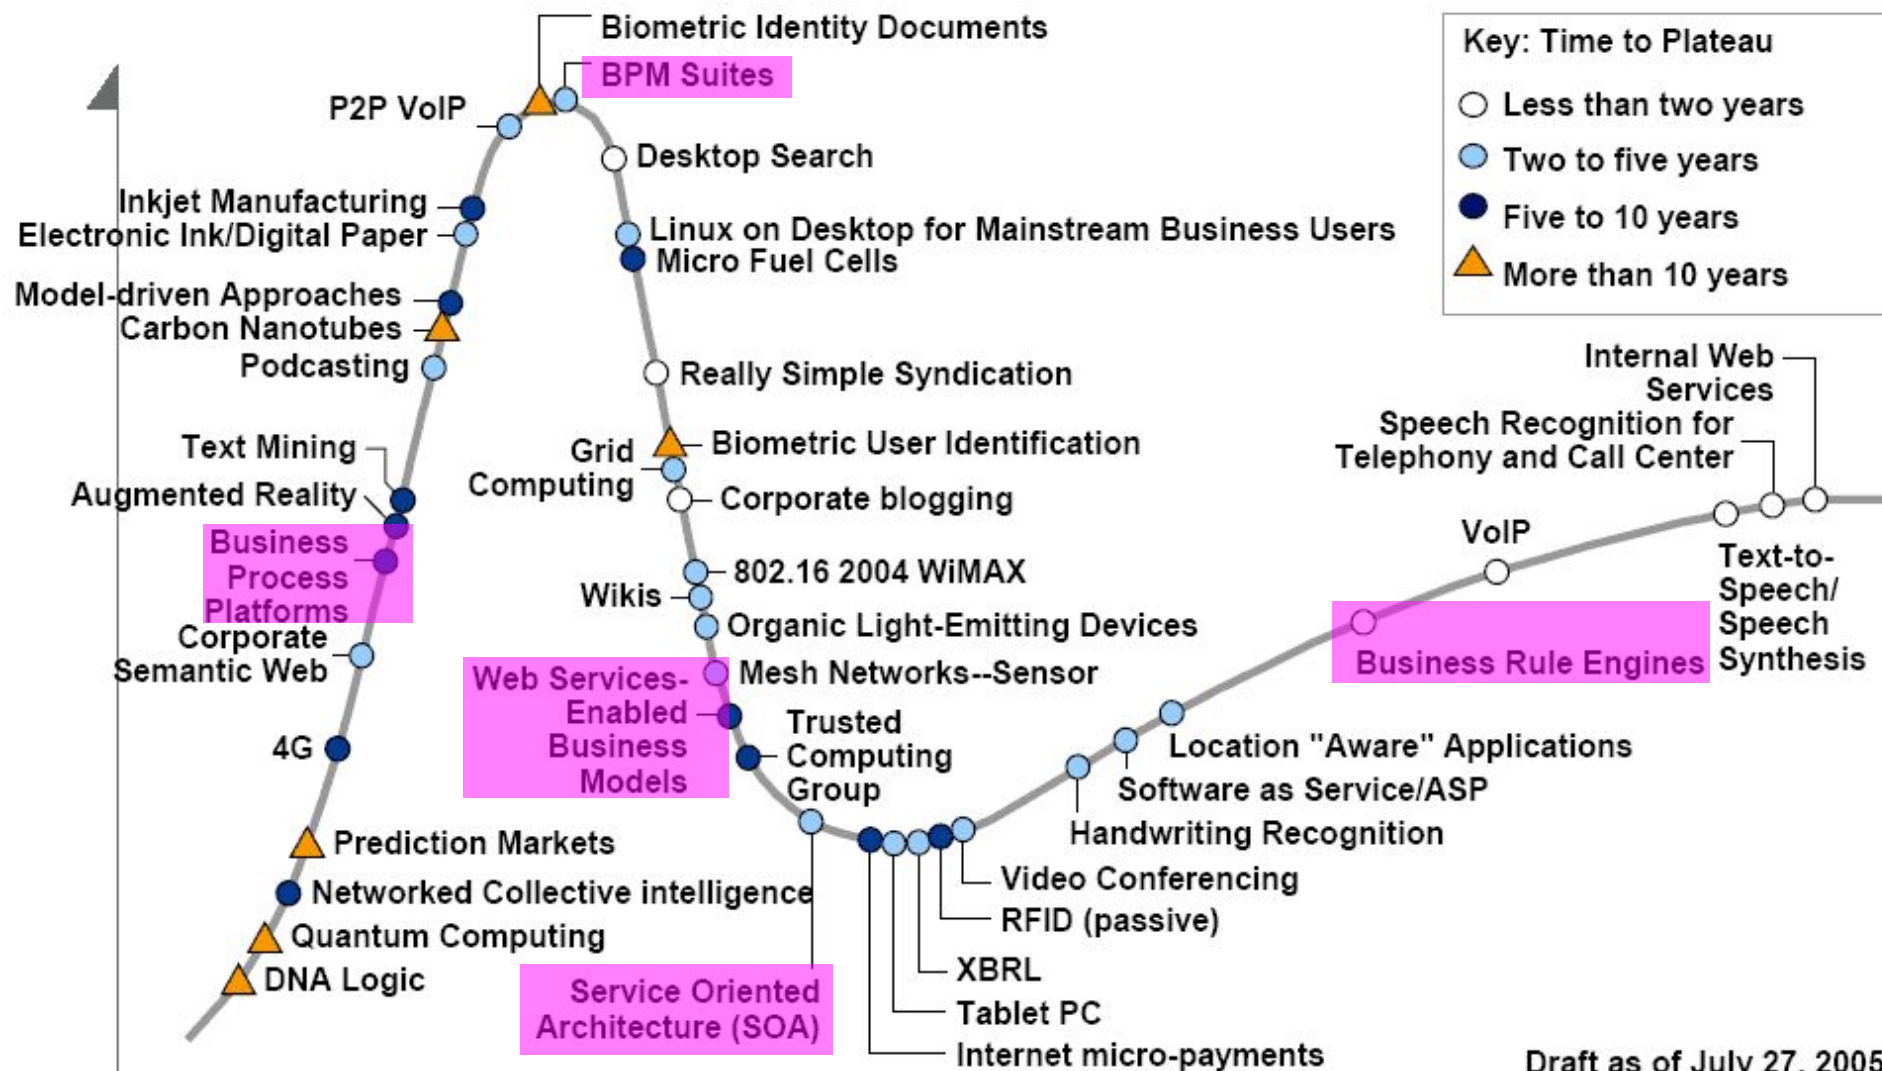 Biometric Identity Documents
BPM Suites
P2P VoIP
Desktop Search
Inkjet Manufacturing
Electronic Ink/Digital Paper
Linux on Desktop for Mainstream Business Users
Micro Fuel Cells
Model-driven Approaches
Carbon Nanotubes
Podcasting
Really Simple Syndication
Text Mining
Augmented Reality
Business
Process
Platforms
Corporate
Semantic Web
Biometric User Identification
Grid
Computing
Corporate blogging
802.16 2004 WiMAX
Wikis
Organic Light-Emitting Devices
Mesh Networks--Sensor
Web Services-
Enabled
Business
Models
Trusted
Computing
Group
4G
Prediction Markets
Networked Collective intelligence
Quantum Computing
DNA Logic
Service Oriented
Architecture (SOA)
Video Conferencing
RFID (passive)
XBRL
Tablet PC
Internet micro-payments
Handwriting Recognition
Software as Service/ASP
Location "Aware" Applications
Business Rule Engines
VoIP
Text-to-
Speech/
Speech
Synthesis
Speech Recognition for
Telephony and Call Center
Internal Web
Services
Key: Time to Plateau
Less than two years
Two to five years
Five to 10 years
More than 10 years
Draft as of July 27, 2005